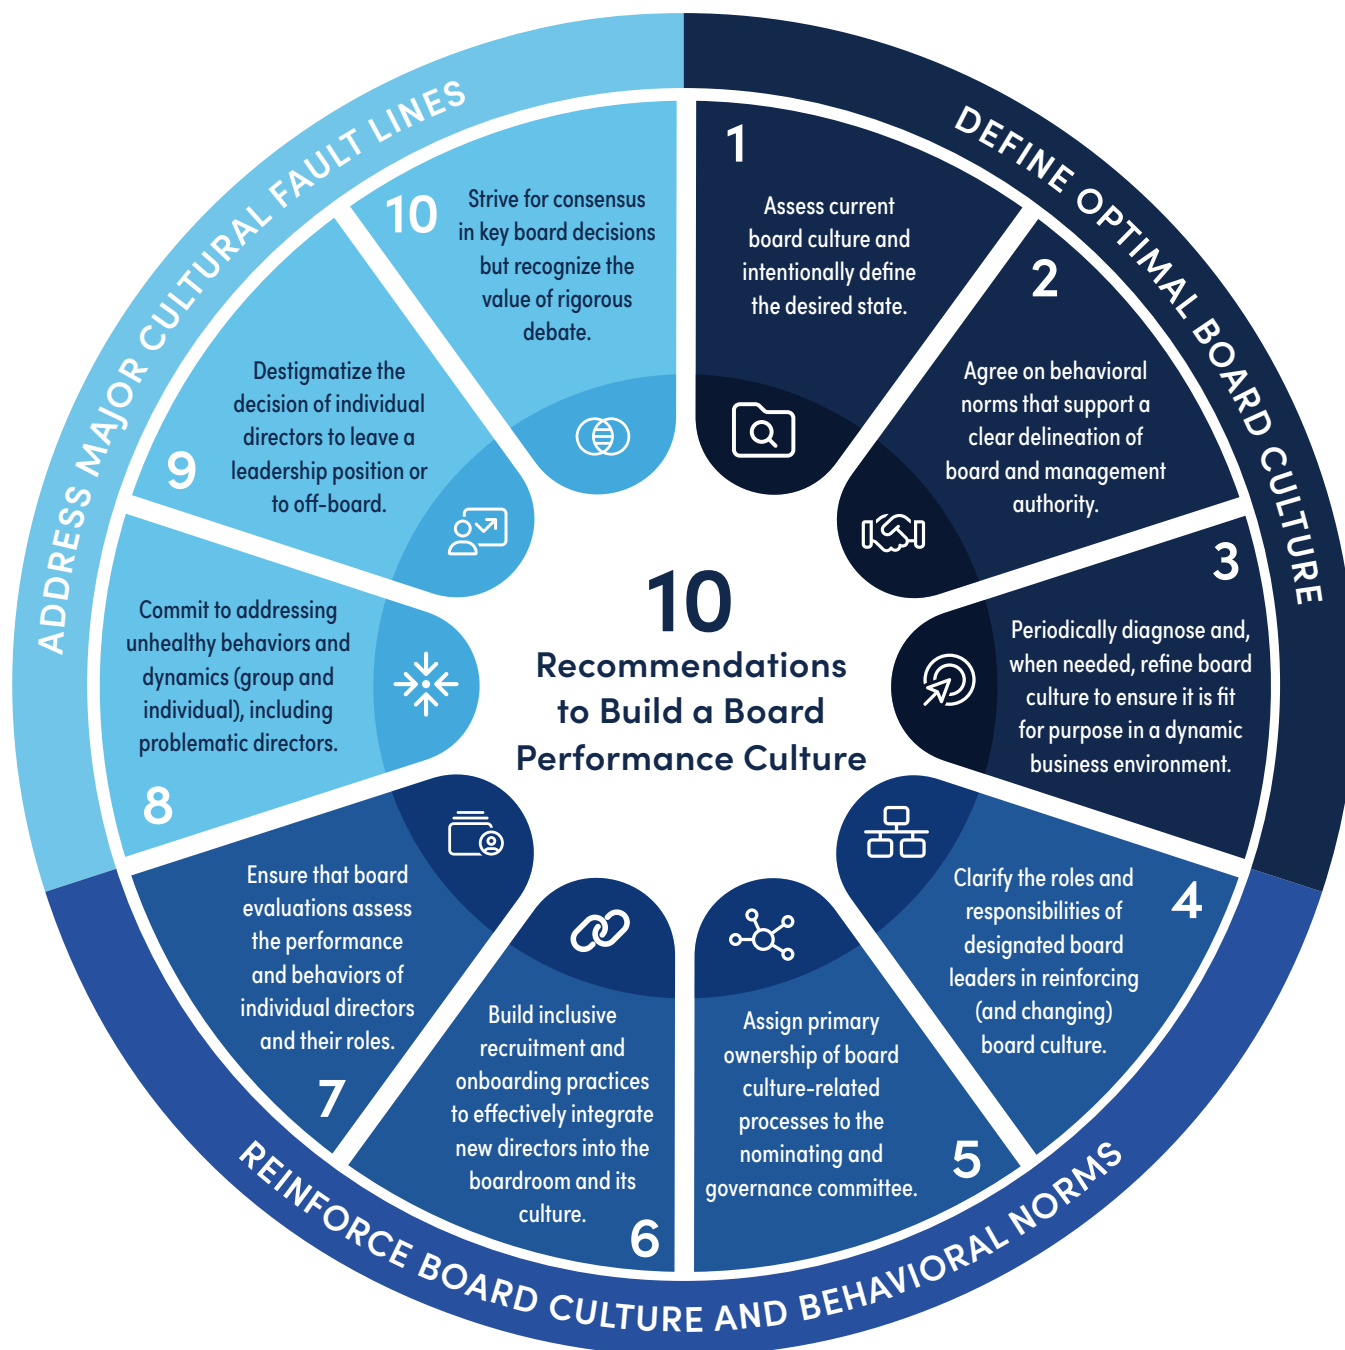 10
Recommendations
to Build a Board
Performance Culture
DEFINE OPTIMAL BOARD CULTURE
1
Assess current
board culture and
intentionally define
the desired state.
2
Agree on behavioral
norms that support a
clear delineation of
board and management
authority.
3
Periodically diagnose and,
when needed, refine board
culture to ensure it is fit
for purpose in a dynamic
business environment.
REINFORCE BOARD CULTURE AND BEHAVIORAL NORMS
4
Clarify the roles and
responsibilities of
designated board
leaders in reinforcing
(and changing)
board culture.
5
Assign primary
ownership of board
culture-related
processes to the
nominating and
governance committee.
6
Build inclusive
recruitment and
onboarding practices
to effectively integrate
new directors into the
boardroom and its
culture.
7
Ensure that board
evaluations assess
the performance
and behaviors of
individual directors
and their roles.
ADDRESS MAJOR CULTURAL FAULT LINES
8
Commit to addressing
unhealthy behaviors and
dynamics (group and
individual), including
problematic directors.
9
Destigmatize the
decision of individual
directors to leave a
leadership position or
to off-board.
10
Strive for consensus
in key board decisions
but recognize the
value of rigorous
debate.